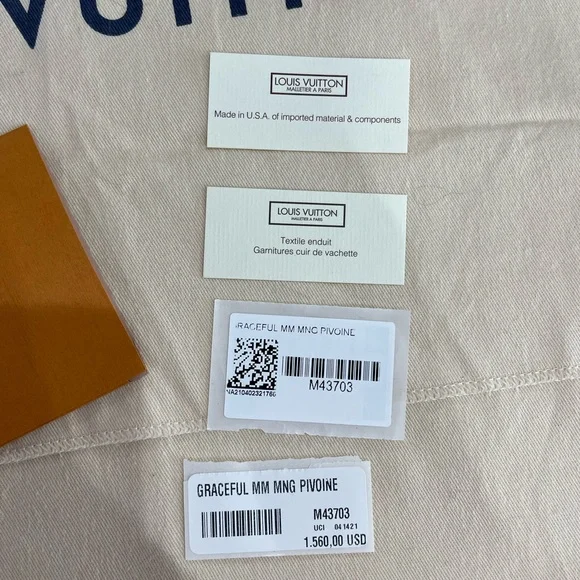 VUITT
LOUIS VUITTON
MALLETIER A PARIS
Made in U.S.A. of imported material & components
LOUIS VUITTON
MALLETIER A PARIS
Textile enduit
Garnitures cuir de vachette
GRACEFUL MM MNG PIVOINE
M43703
GRACEFUL MM MNG PIVOINE
M43703
UCI 041421
1.560,00 USD